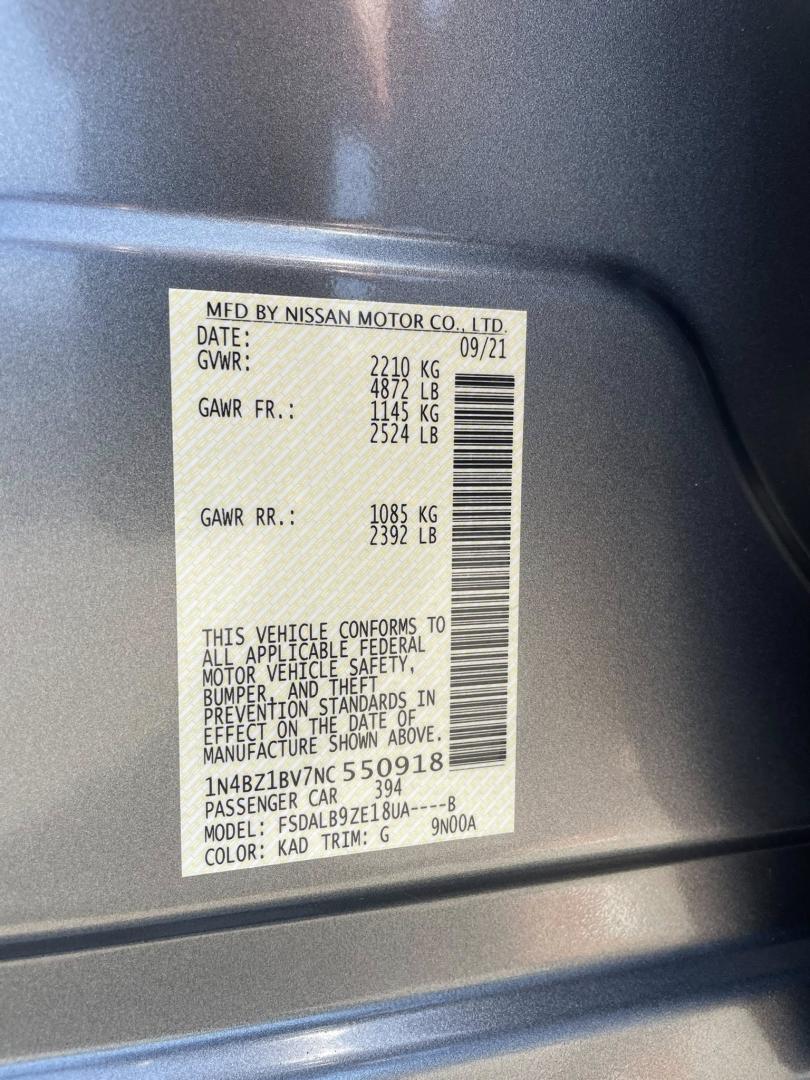 MFD BY NISSAN MOTOR CO., LTD.
DATE: 09/21
GVWR: 2210 KG
4872 LB
GAWR FR.: 1145 KG
2524 LB
GAWR RR.: 1085 KG
2392 LB
THIS VEHICLE CONFORMS TO
ALL APPLICABLE FEDERAL
MOTOR VEHICLE SAFETY,
BUMPER, AND THEFT
PREVENTION STANDARDS IN
EFFECT ON THE DATE OF
MANUFACTURE SHOWN ABOVE.
1N4BZ1BV7NC 550918
PASSENGER CAR 394
MODEL: FSDALB9ZE18UA----B
COLOR: KAD TRIM: G 9N00A